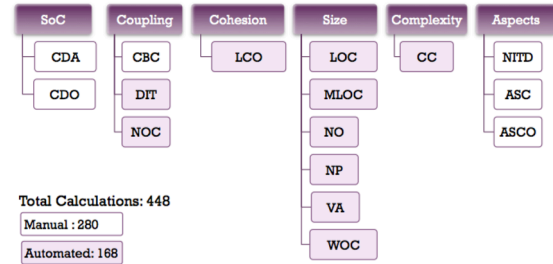 SoC Coupling Cohesion Size Complexity Aspects
CDA CBC LCO LOC CC NITD
CDO DIT MLOC ASC
NOC NO ASCO
NP
Total Calculations: 448
VA
Manual : 280
WOC
Automated: 168